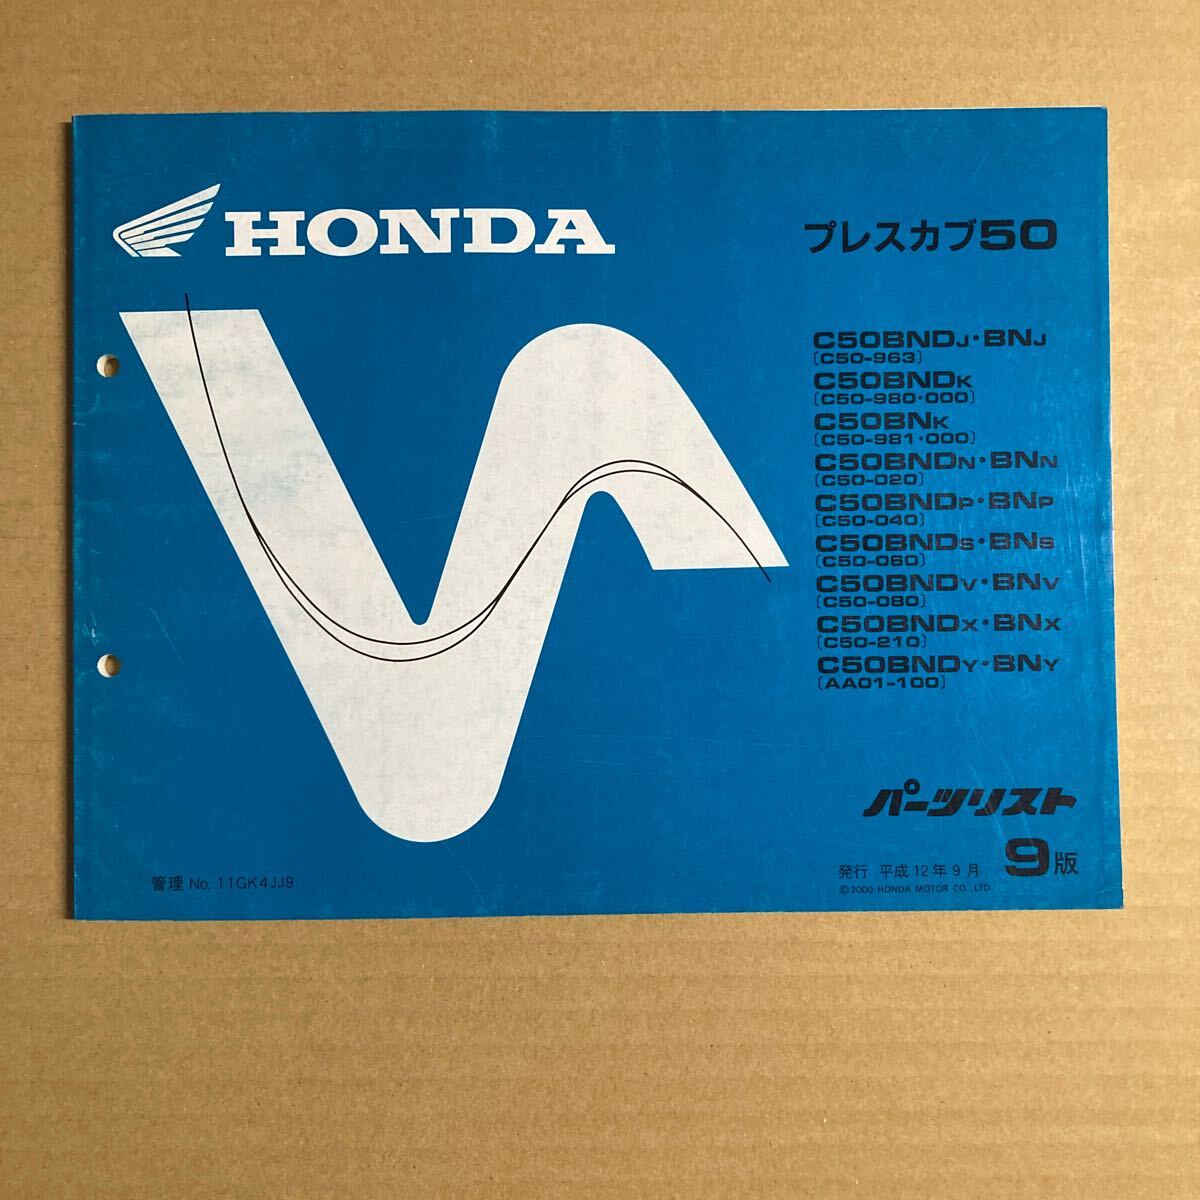 HONDA
プレスカブ50
C50BNDJ・BNJ
〔C50-963〕
C50BNDK
〔C50-980・000〕
C50BNK
〔C50-981・000〕
C50BNDN・BNN
〔C50-020〕
C50BNDP・BNP
〔C50-040〕
C50BNDS・BNS
〔C50-060〕
C50BNDV・BNV
〔C50-080〕
C50BNDX・BNX
〔C50-210〕
C50BNDY・BNY
〔AA01-100〕
パーツリスト
9版
発行 平成12年9月
©2000 HONDA MOTOR CO.,LTD.
管理 No. 11GK4JJ9